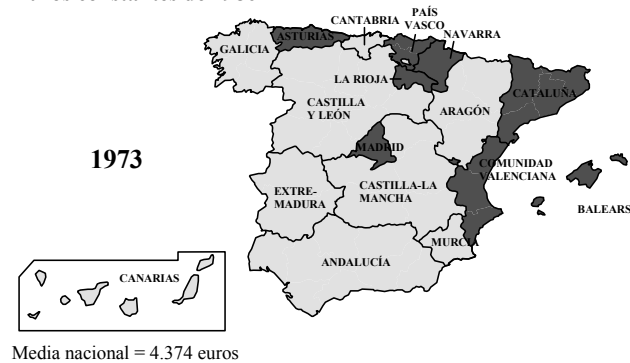 PAÍS
VASCO
CANTABRIA
NAVARRA
ASTURIAS
GALICIA
LA RIOJA
CATALUÑA
CASTILLA
Y LEÓN
ARAGÓN
MADRID
1973
COMUNIDAD
VALENCIANA
EXTRE-
MADURA
CASTILLA-LA
MANCHA
BALEARS
MURCIA
ANDALUCÍA
CANARIAS
Media nacional = 4.374 euros